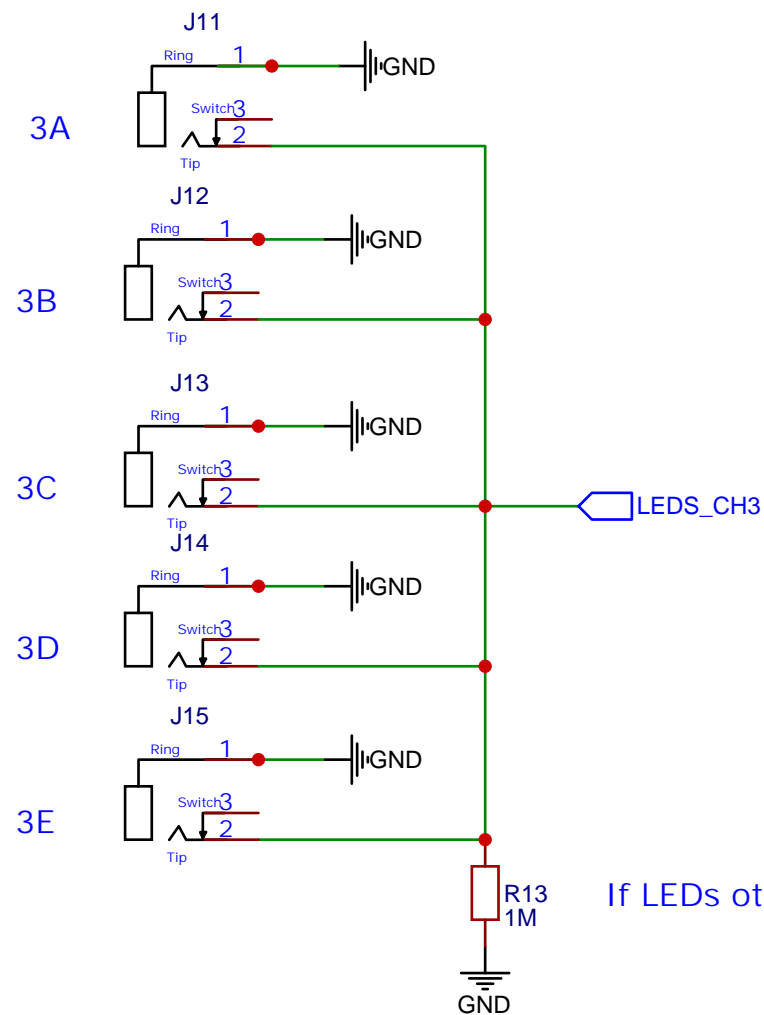 J11
Ring 1
GND
3A
Switch 3
2
Tip
J12
Ring 1
GND
3B
Switch 3
2
Tip
J13
Ring 1
GND
3C
Switch 3
2
LEDS_CH3
Tip
J14
Ring 1
GND
3D
Switch 3
2
Tip
J15
Ring 1
GND
3E
Switch 3
2
Tip
R13
1M
If LEDs ot
GND